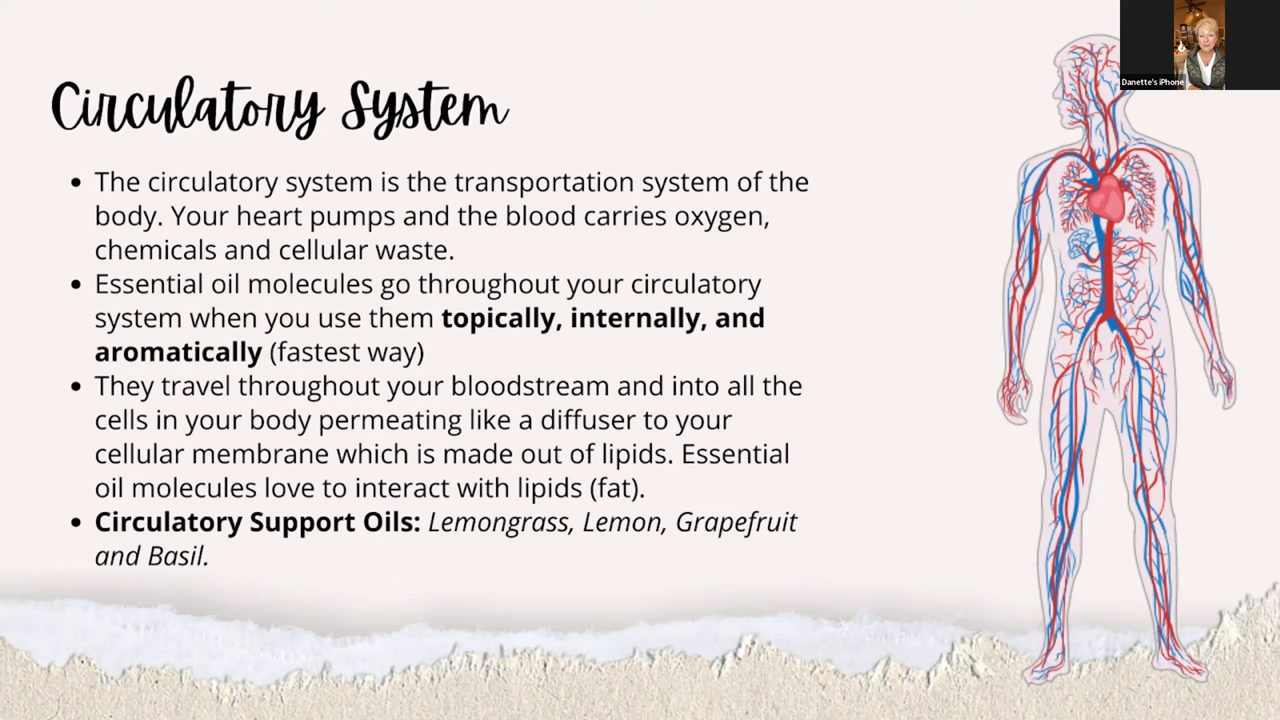 Circulatory System
• The circulatory system is the transportation system of the
body. Your heart pumps and the blood carries oxygen,
chemicals and cellular waste.
• Essential oil molecules go throughout your circulatory
system when you use them topically, internally, and
aromatically (fastest way)
• They travel throughout your bloodstream and into all the
cells in your body permeating like a diffuser to your
cellular membrane which is made out of lipids. Essential
oil molecules love to interact with lipids (fat).
• Circulatory Support Oils: Lemongrass, Lemon, Grapefruit
and Basil.
Danette's iPhone